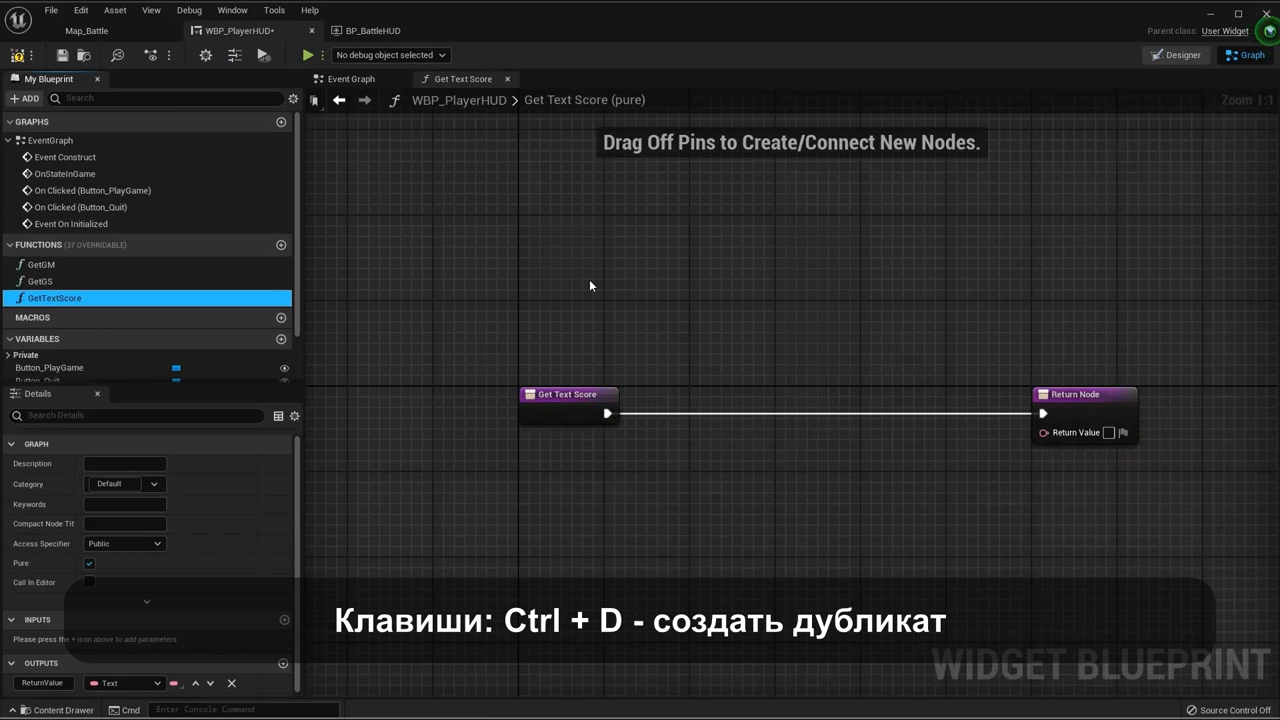 File Edit Asset View Debug Window Tools Help
Map_Battle
WBP_PlayerHUD•
BP_BattleHUD
Parent class: User Widget
No debug object selected
Designer
Graph
My Blueprint
Event Graph
Get Text Score
ADD
Search
WBP_PlayerHUD > Get Text Score (pure)
Zoom 1:1
GRAPHS
EventGraph
Event Construct
OnStateInGame
On Clicked (Button_PlayGame)
On Clicked (Button_Quit)
Event On Initialized
FUNCTIONS (37 OVERRIDABLE)
GetGM
GetGS
GetTextScore
MACROS
VARIABLES
Private
Button_PlayGame
Button_Quit
Drag Off Pins to Create/Connect New Nodes.
Get Text Score
Return Node
Return Value
Details
Search Details
GRAPH
Description
Category Default
Keywords
Compact Node Tit
Access Specifier Public
Pure
Call In Editor
INPUTS
Please press the + icon above to add parameters
OUTPUTS
ReturnValue Text
Клавиши: Ctrl + D - создать дубликат
WIDGET BLUEPRINT
Content Drawer
Cmd
Enter Console Command
Source Control Off